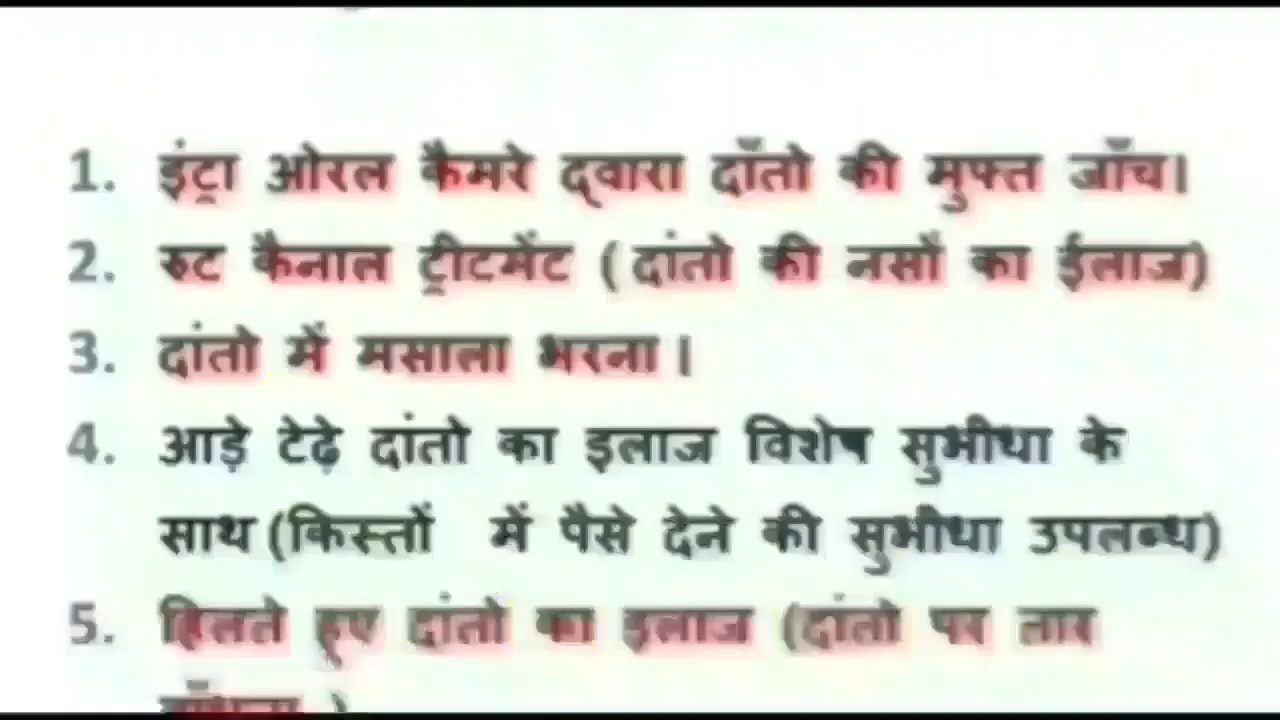 1. इंट्रा ओरल कैमरे द्वारा दाँतो की मुफ्त जाँच।
2. रुट कैनाल ट्रीटमेंट ( दांतो की नसों का ईलाज)
3. दांतो में मसाला भरना ।
4. आड़े टेढ़े दांतो का इलाज विशेष सुभीधा के
साथ (किस्तों में पैसे देने की सुभीधा उपलब्ध)
5. हिलते हुए दांतो का इलाज (दांतो पर तार